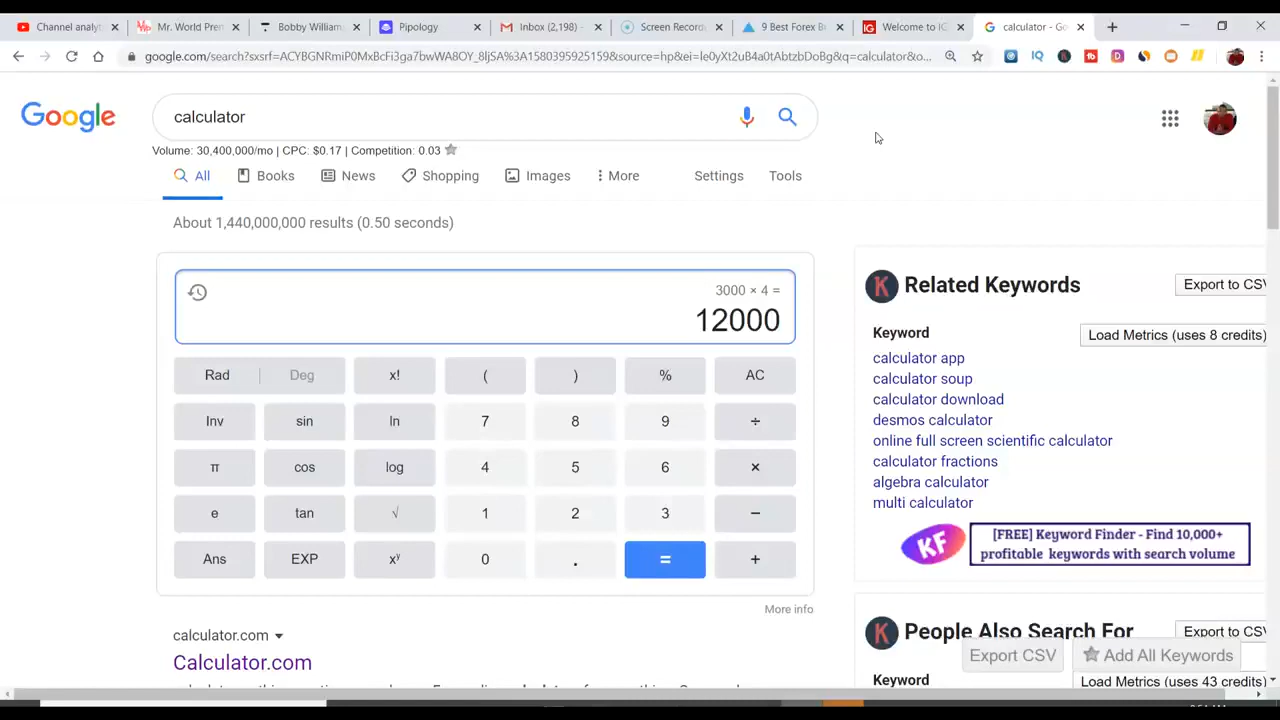 Channel analyt
Mr. World Prem
Bobby William
Pipology
Inbox (2,198) -
Screen Record
9 Best Forex B
Welcome to IG
calculator - Go
google.com/search?sxsrf=ACYBGNRmiP0MxBcFj3qa7bwWA8OY_8ljSA%3A1580395925159&source=hp&ei=le0yXt2uB4a0tAbtzbDoBg&q=calculator&o...
Google
calculator
Volume: 30,400,000/mo | CPC: $0.17 | Competition: 0.03
All Books News Shopping Images More Settings Tools
About 1,440,000,000 results (0.50 seconds)
3000 × 4 =
12000
Rad Deg x! ( ) % AC
Inv sin ln 7 8 9 ÷
π cos log 4 5 6 ×
e tan √ 1 2 3 −
Ans EXP xʸ 0 . = +
More info
calculator.com
Calculator.com
K Related Keywords
Export to CSV
Keyword
Load Metrics (uses 8 credits)
calculator app
calculator soup
calculator download
desmos calculator
online full screen scientific calculator
calculator fractions
algebra calculator
multi calculator
KF
[FREE] Keyword Finder - Find 10,000+
profitable keywords with search volume
K People Also Search For
Export to CSV
Export CSV
Add All Keywords
Keyword
Load Metrics (uses 43 credits)